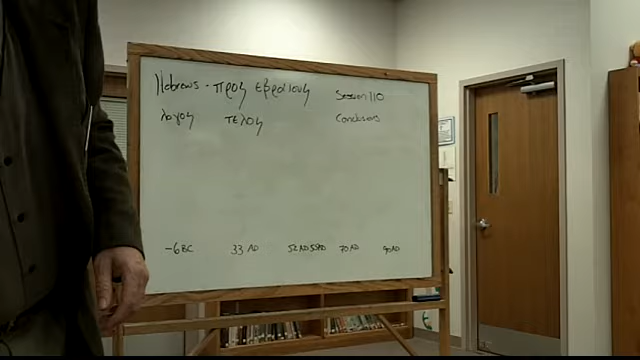 Hebrews - προς εβραιους Session 110
λογος τελος Conclusions
~6 BC 33 AD 52 AD 58 AD 70 AD 90 AD